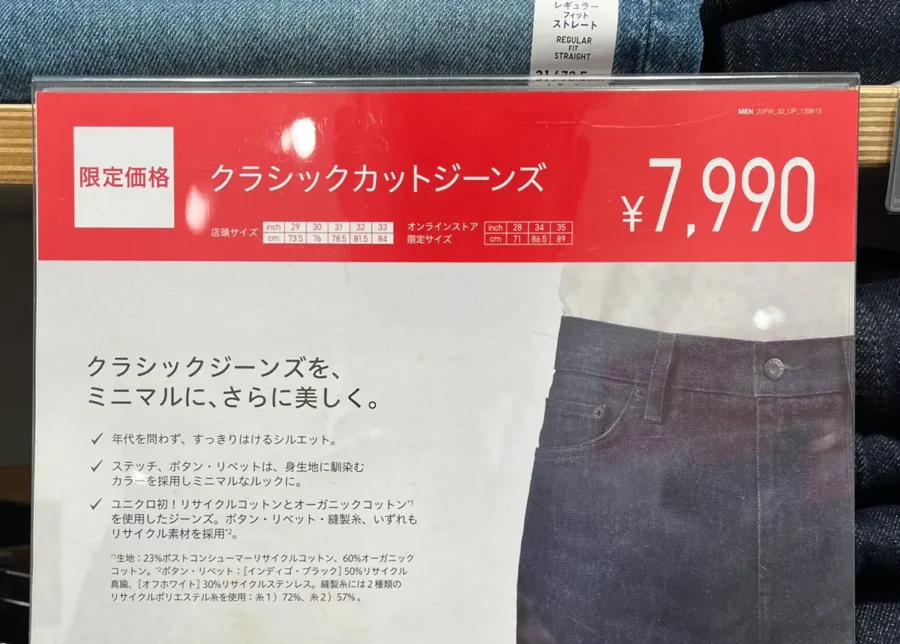 レギュラー
フィット
ストレート
REGULAR
FIT
STRAIGHT
MEN_22FW_32_UP_139615
限定価格
クラシックカットジーンズ
¥7,990
店頭サイズ
inch 29 30 31 32 33
cm 73.5 76 78.5 81.5 84
オンラインストア
限定サイズ
inch 28 34 35
cm 71 86.5 89
クラシックジーンズを、
ミニマルに、さらに美しく。
✓ 年代を問わず、すっきりはけるシルエット。
✓ ステッチ、ボタン・リベットは、身生地に馴染む
カラーを採用しミニマルなルックに。
✓ ユニクロ初！リサイクルコットンとオーガニックコットン*1
を使用したジーンズ。ボタン・リベット・縫製糸、いずれも
リサイクル素材を採用*2。
*1生地：23%ポストコンシューマーリサイクルコットン、60%オーガニック
コットン。*2ボタン・リベット：[インディゴ・ブラック] 50%リサイクル
真鍮、[オフホワイト] 30%リサイクルステンレス。縫製糸には2種類の
リサイクルポリエステル糸を使用：糸1）72%、糸2）57%。